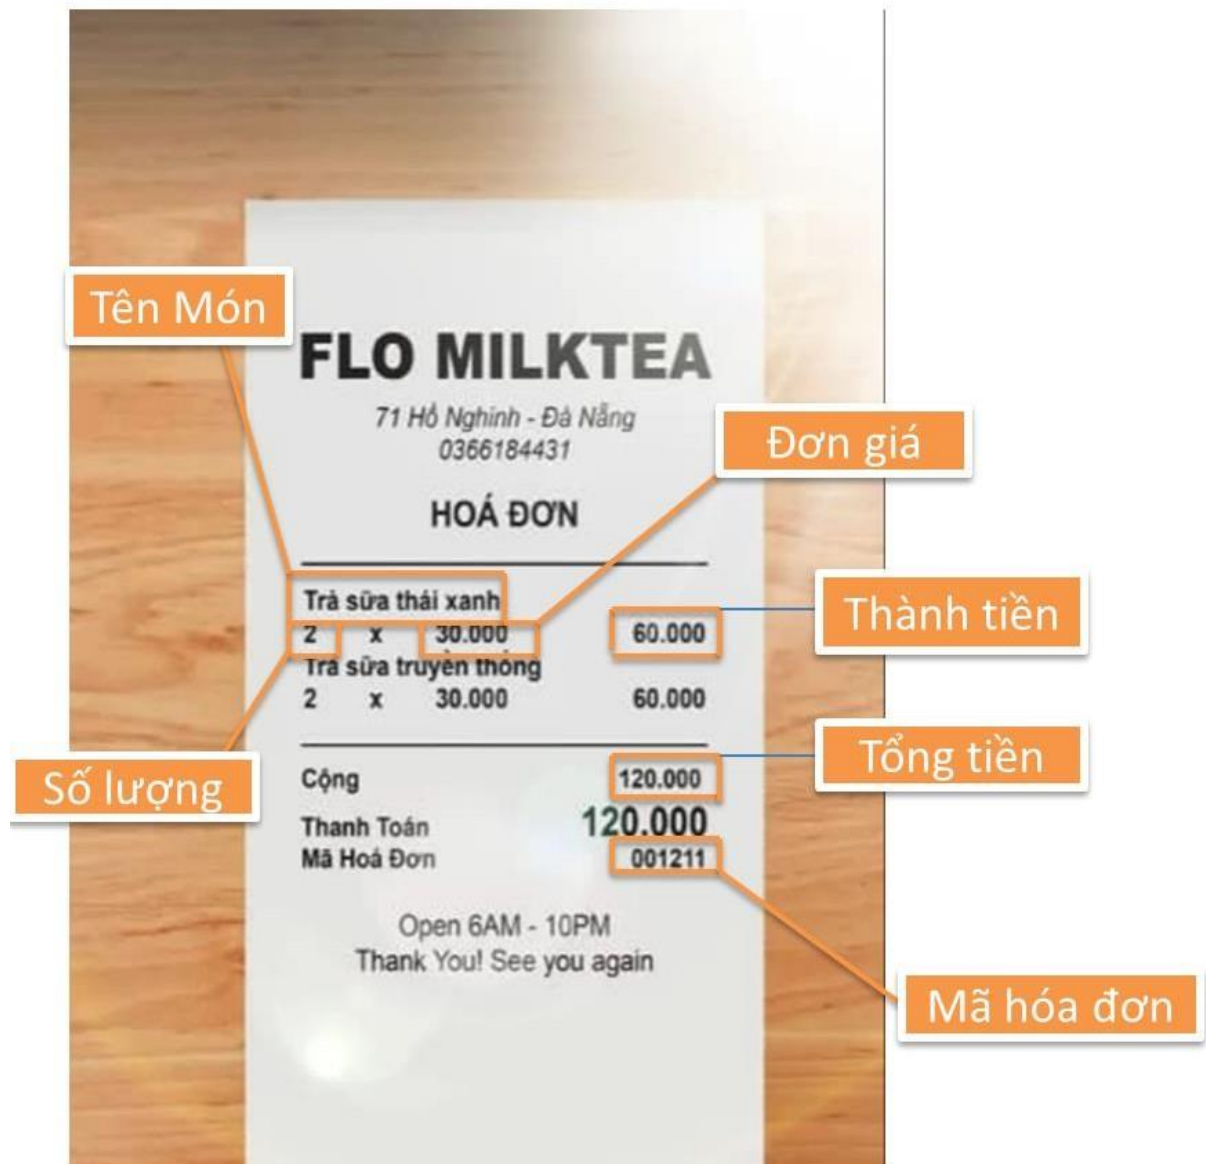 Tên Món
FLO MILKTEA
71 Hồ Nghinh - Đà Nẵng
0366184431
Đơn giá
HOÁ ĐƠN
Trà sữa thái xanh
Thành tiền
2 x 30.000 60.000
Trà sữa truyền thống
2 x 30.000 60.000
Tổng tiền
Số lượng
Cộng 120.000
Thanh Toán 120.000
Mã Hoá Đơn 001211
Open 6AM - 10PM
Thank You! See you again
Mã hóa đơn